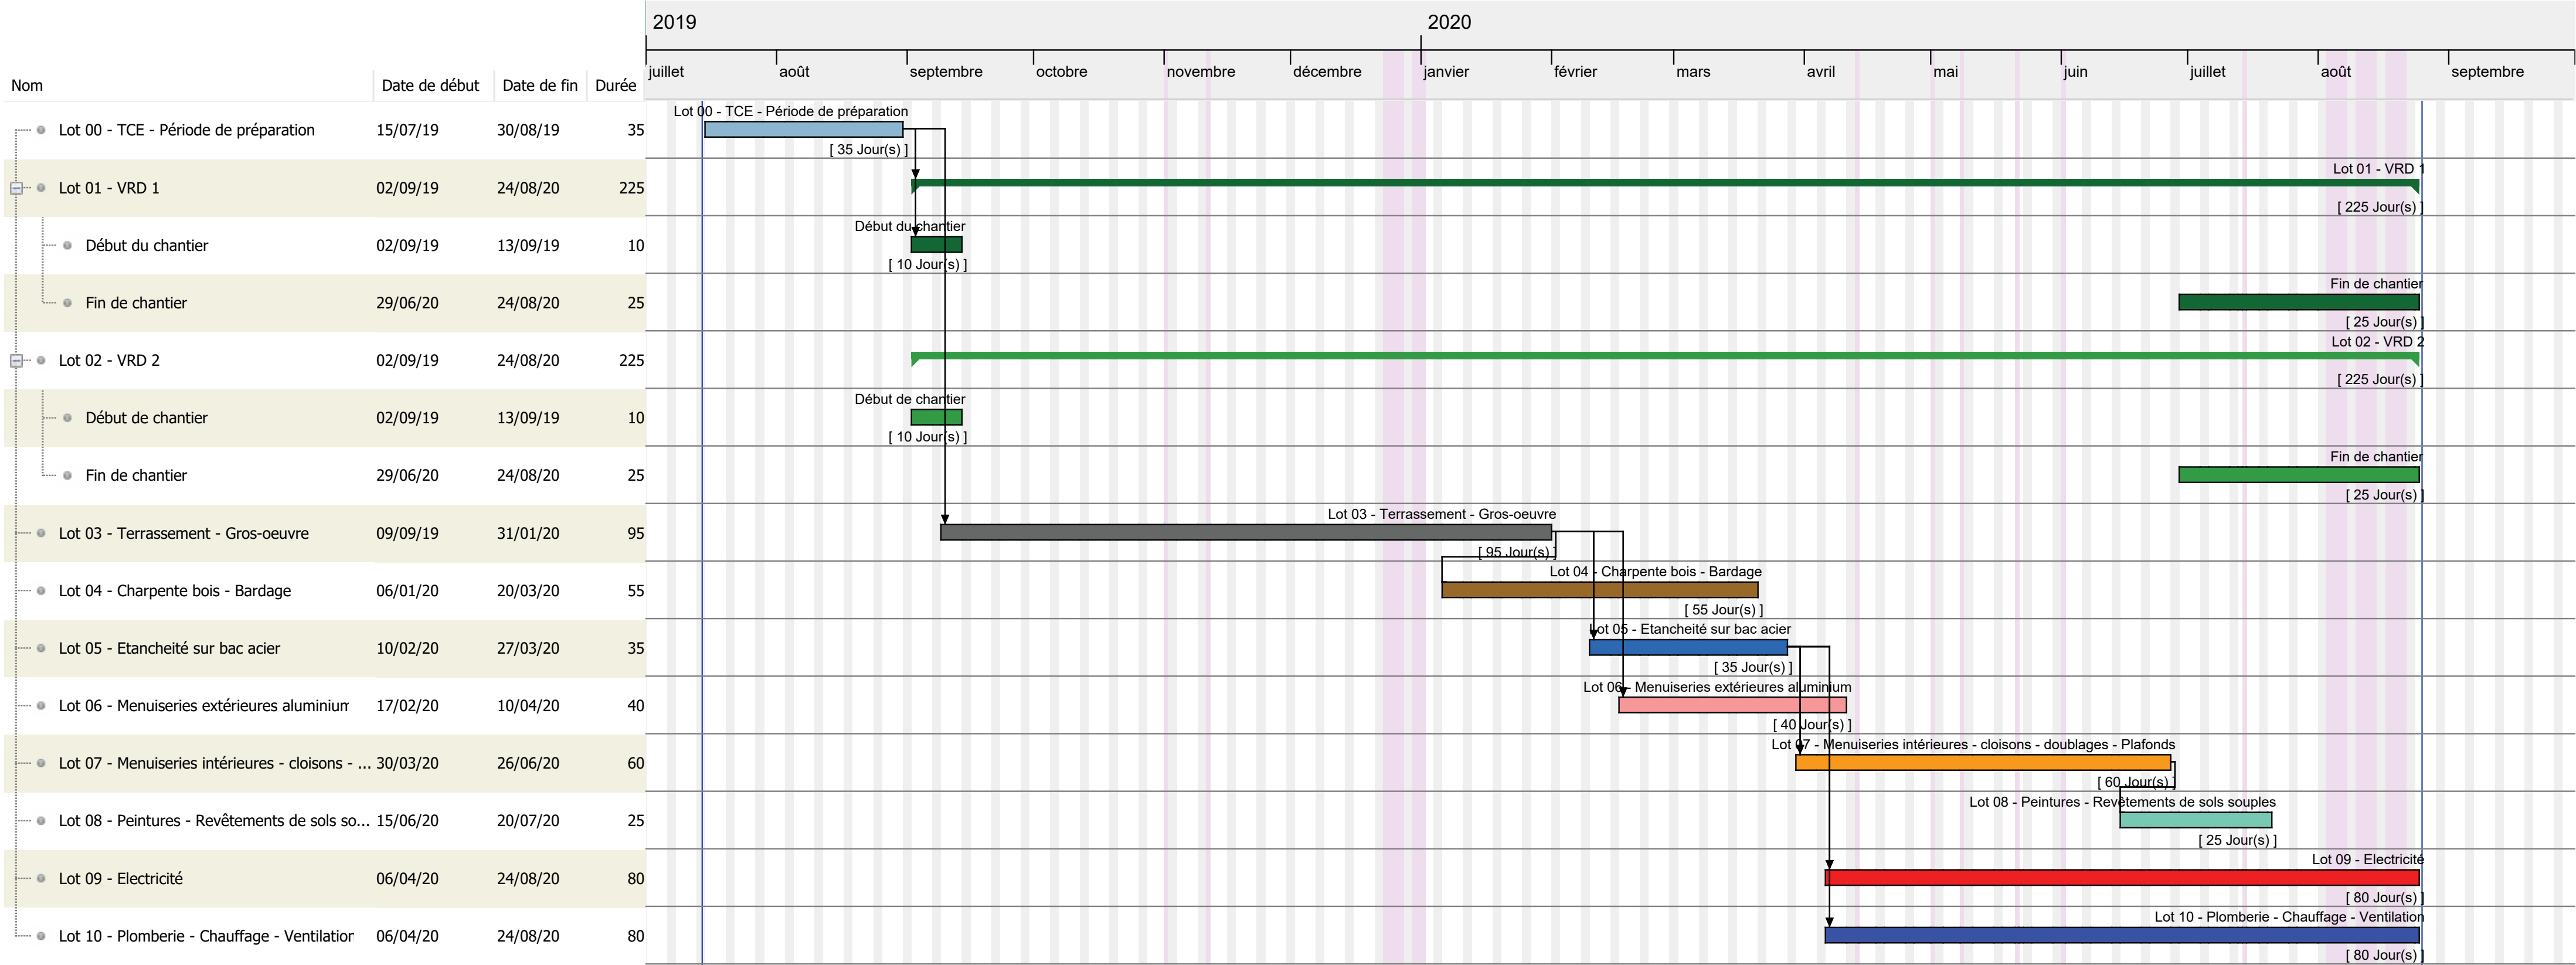 2019 2020
juillet août septembre octobre novembre décembre janvier février mars avril mai juin juillet août septembre
Nom Date de début Date de fin Durée
Lot 00 - TCE - Période de préparation
Lot 00 - TCE - Période de préparation 15/07/19 30/08/19 35
[ 35 Jour(s) ]
Lot 01 - VRD 1
Lot 01 - VRD 1 02/09/19 24/08/20 225
[ 225 Jour(s) ]
Début du chantier
Début du chantier 02/09/19 13/09/19 10
[ 10 Jour(s) ]
Fin de chantier
Fin de chantier 29/06/20 24/08/20 25
[ 25 Jour(s) ]
Lot 02 - VRD 2
Lot 02 - VRD 2 02/09/19 24/08/20 225
[ 225 Jour(s) ]
Début de chantier
Début de chantier 02/09/19 13/09/19 10
[ 10 Jour(s) ]
Fin de chantier
Fin de chantier 29/06/20 24/08/20 25
[ 25 Jour(s) ]
Lot 03 - Terrassement - Gros-oeuvre
Lot 03 - Terrassement - Gros-oeuvre 09/09/19 31/01/20 95
[ 95 Jour(s) ]
Lot 04 - Charpente bois - Bardage
Lot 04 - Charpente bois - Bardage 06/01/20 20/03/20 55
[ 55 Jour(s) ]
Lot 05 - Etancheité sur bac acier
Lot 05 - Etancheité sur bac acier 10/02/20 27/03/20 35
[ 35 Jour(s) ]
Lot 06 - Menuiseries extérieures aluminium
Lot 06 - Menuiseries extérieures aluminium 17/02/20 10/04/20 40
[ 40 Jour(s) ]
Lot 07 - Menuiseries intérieures - cloisons - doublages - Plafonds
Lot 07 - Menuiseries intérieures - cloisons - ... 30/03/20 26/06/20 60
[ 60 Jour(s) ]
Lot 08 - Peintures - Revêtements de sols souples
Lot 08 - Peintures - Revêtements de sols so... 15/06/20 20/07/20 25
[ 25 Jour(s) ]
Lot 09 - Electricité
Lot 09 - Electricité 06/04/20 24/08/20 80
[ 80 Jour(s) ]
Lot 10 - Plomberie - Chauffage - Ventilation
Lot 10 - Plomberie - Chauffage - Ventilation 06/04/20 24/08/20 80
[ 80 Jour(s) ]